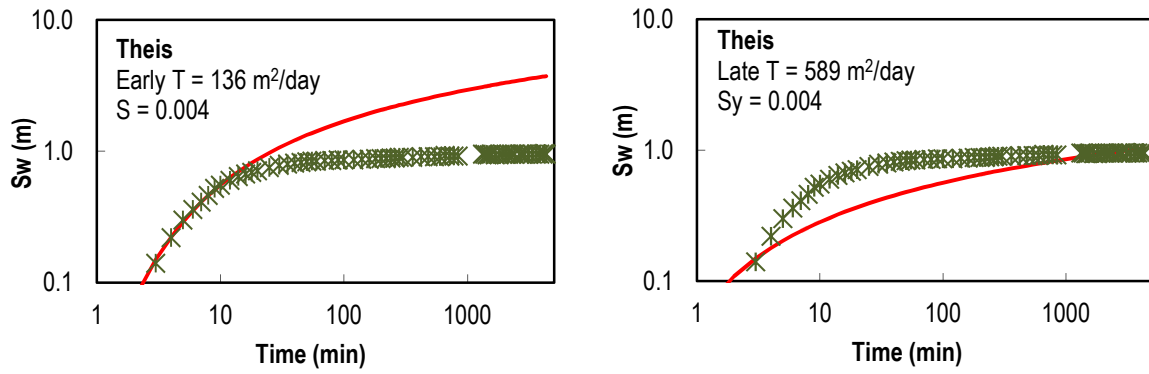 10.0
Theis
Early T = 136 m²/day
S = 0.004
1.0
0.1
1 10 100 1000
Sw (m)
Time (min)
10.0
Theis
Late T = 589 m²/day
Sy = 0.004
1.0
0.1
1 10 100 1000
Sw (m)
Time (min)